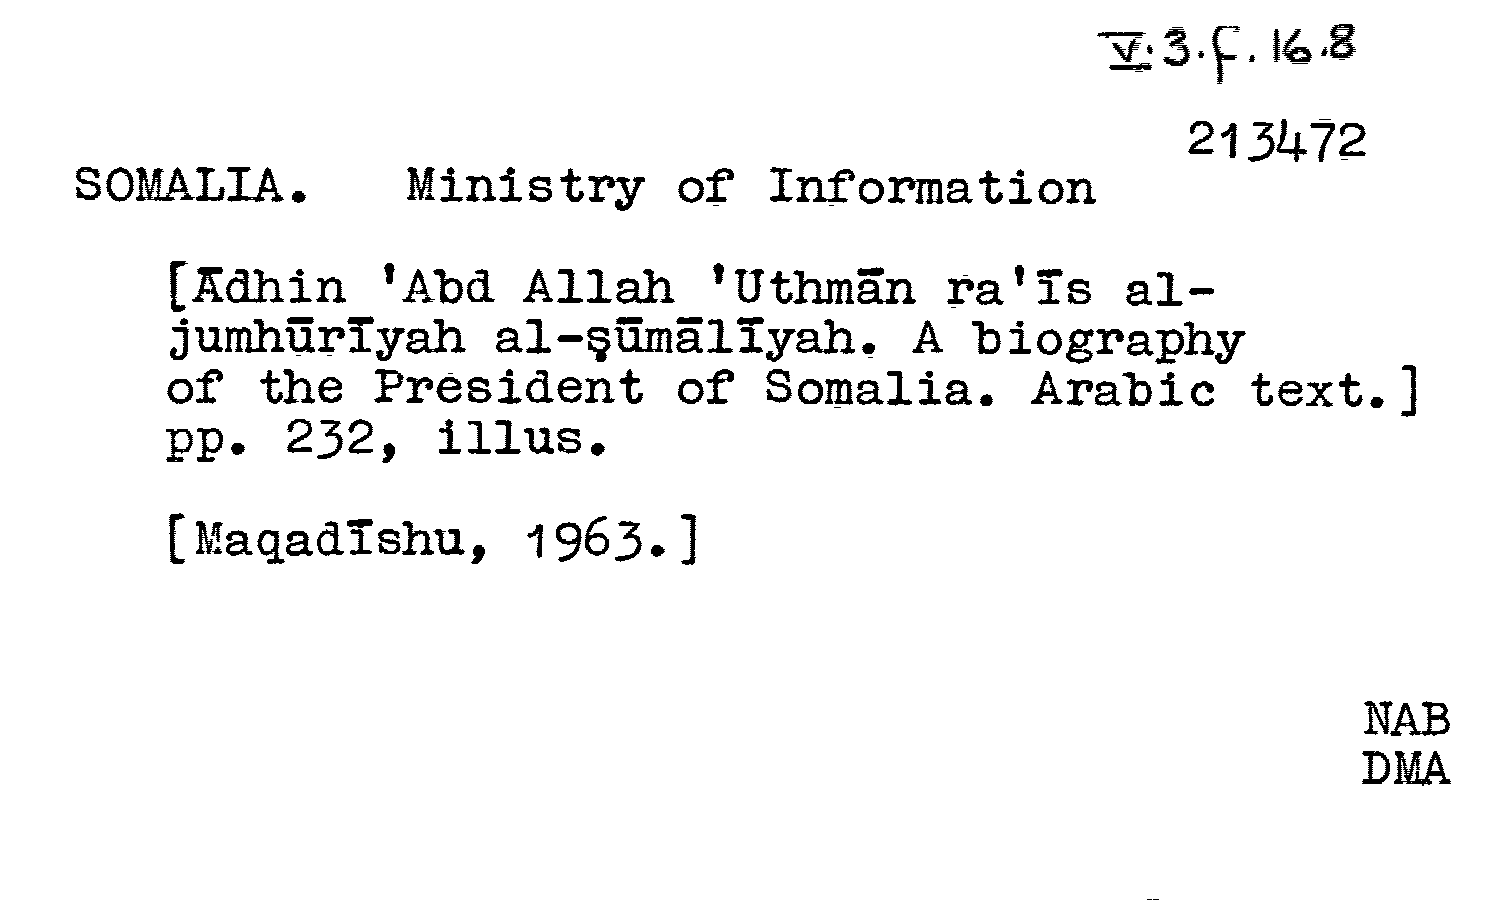 V.3.f.16.8
213472
SOMALIA. Ministry of Information
[Ādhin 'Abd Allah 'Uthmān ra'īs al-
jumhūrīyah al-ṣūmālīyah. A biography
of the President of Somalia. Arabic text.]
pp. 232, illus.
[Maqadīshu, 1963.]
NAB
DMA